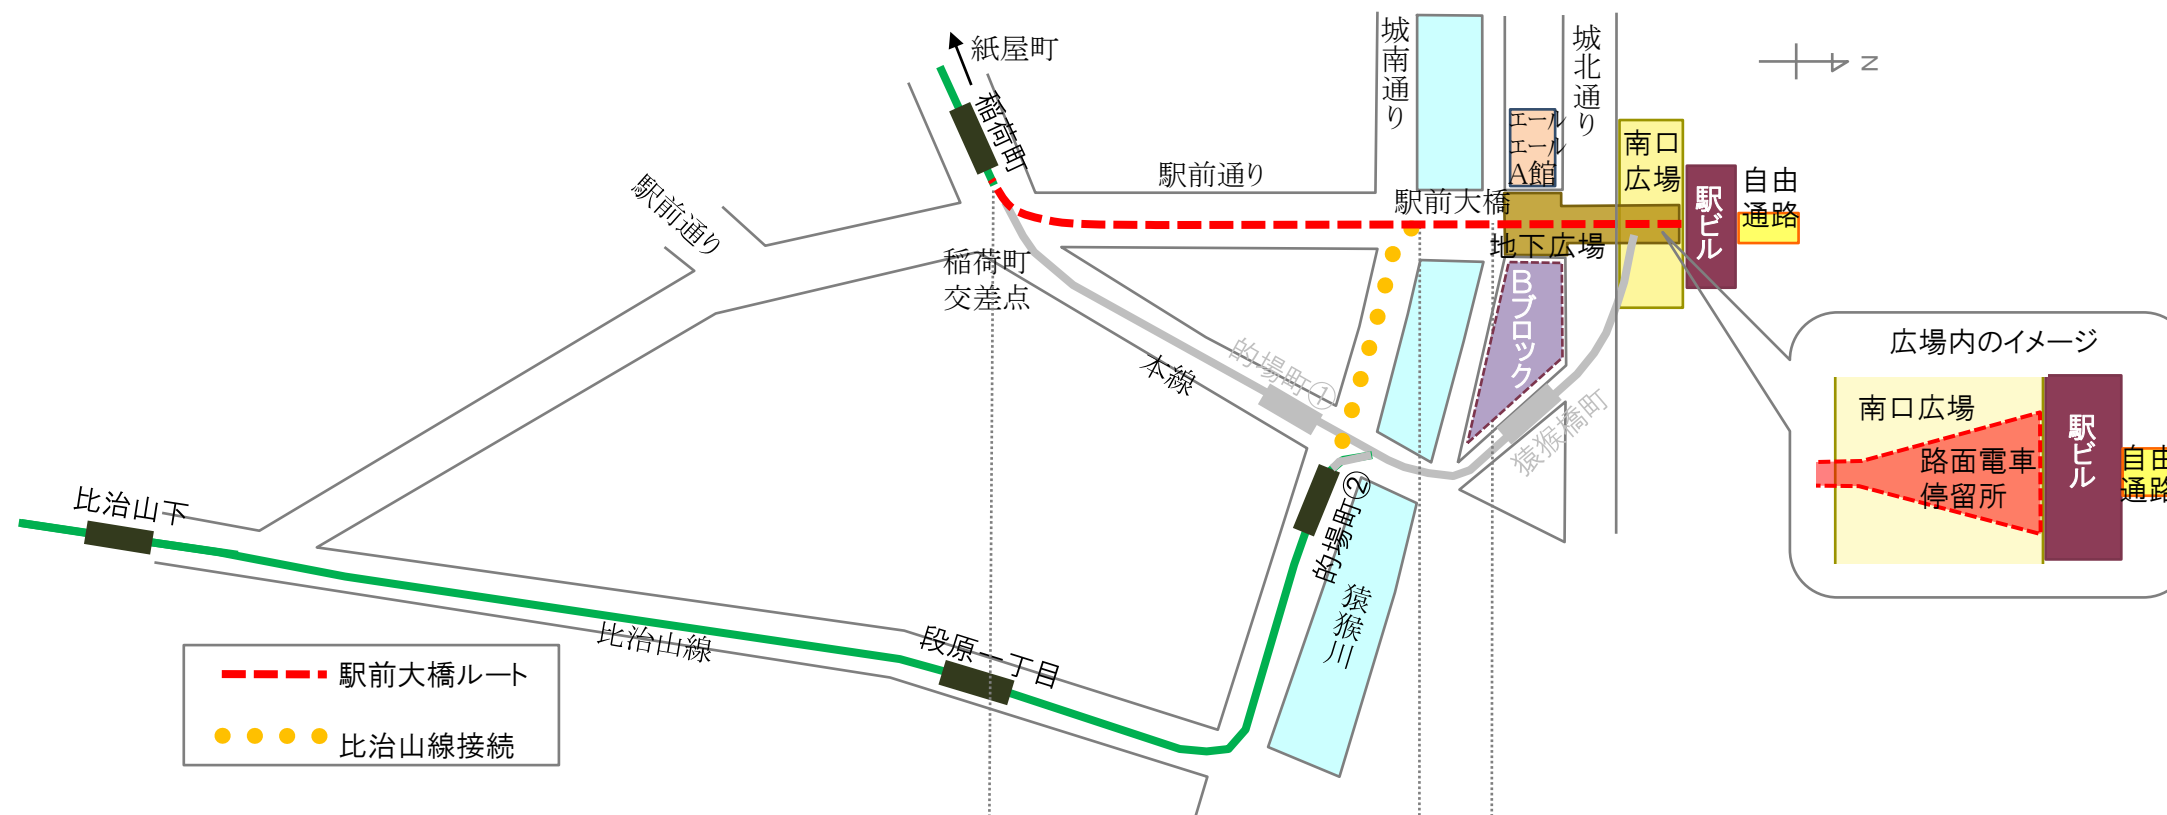 紙屋町
稲荷町
城南通り
城北通り
N
エール
エール
A館
南口
広場
駅ビル
自由
通路
駅前通り
駅前通り
駅前大橋
地下広場
稲荷町
交差点
Bブロック
本線
的場町①
猿猴橋町
的場町②
猿猴川
比治山下
比治山線
段原一丁目
駅前大橋ルート
比治山線接続
広場内のイメージ
南口広場
路面電車
停留所
駅ビル
自由
通路